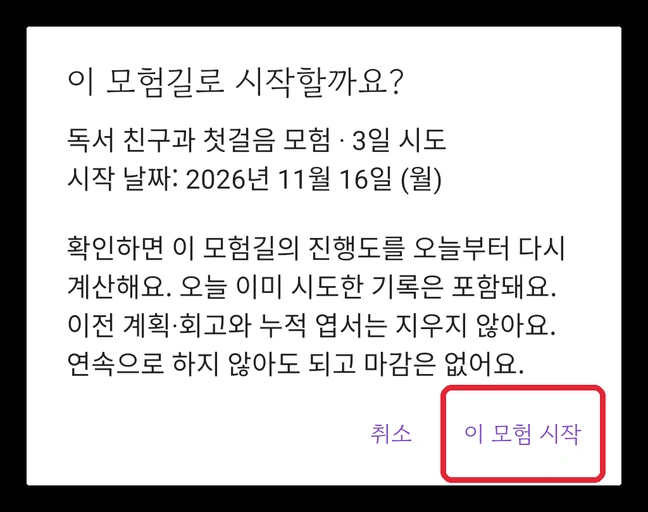 이 모험길로 시작할까요?
독서 친구과 첫걸음 모험 · 3일 시도
시작 날짜: 2026년 11월 16일 (월)
확인하면 이 모험길의 진행도를 오늘부터 다시
계산해요. 오늘 이미 시도한 기록은 포함돼요.
이전 계획·회고와 누적 엽서는 지우지 않아요.
연속으로 하지 않아도 되고 마감은 없어요.
취소
이 모험 시작